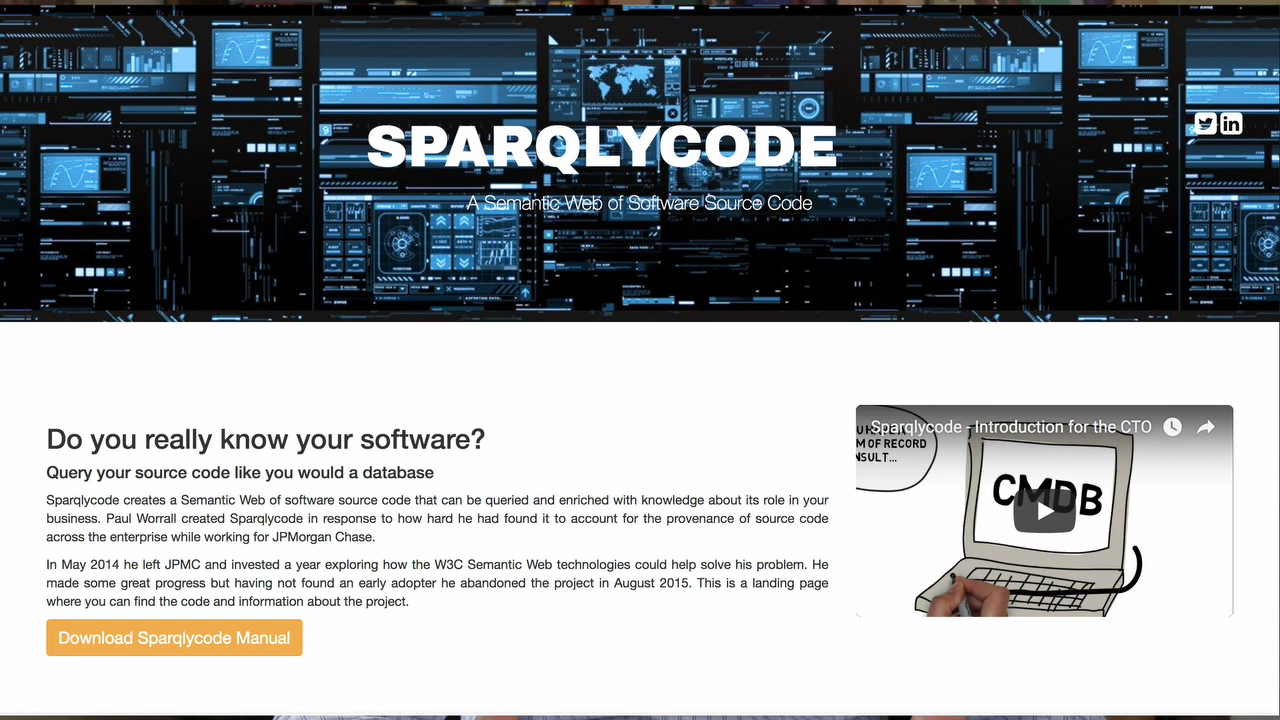 SPARQLYCODE
A Semantic Web of Software Source Code
Do you really know your software?
Query your source code like you would a database
Sparqlycode creates a Semantic Web of software source code that can be queried and enriched with knowledge about its role in your
business. Paul Worrall created Sparqlycode in response to how hard he had found it to account for the provenance of source code
across the enterprise while working for JPMorgan Chase.
In May 2014 he left JPMC and invested a year exploring how the W3C Semantic Web technologies could help solve his problem. He
made some great progress but having not found an early adopter he abandoned the project in August 2015. This is a landing page
where you can find the code and information about the project.
Download Sparqlycode Manual
Sparqlycode - Introduction for the CTO
M OF RECORD
NSULT...
CMDB